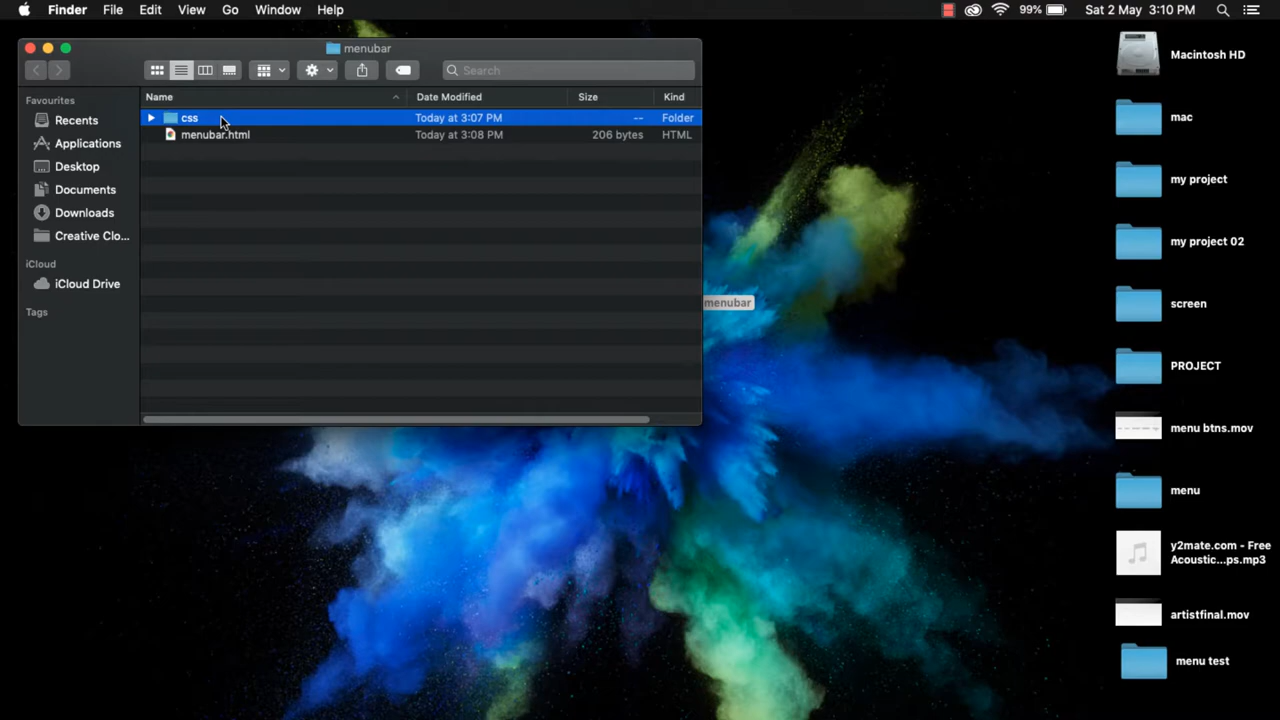 Finder File Edit View Go Window Help
99% Sat 2 May 3:10 PM
menubar
Search
Favourites
Recents
Applications
Desktop
Documents
Downloads
Creative Clo...
iCloud
iCloud Drive
Tags
Name Date Modified Size Kind
css Today at 3:07 PM -- Folder
menubar.html Today at 3:08 PM 206 bytes HTML
menubar
Macintosh HD
mac
my project
my project 02
screen
PROJECT
menu btns.mov
menu
y2mate.com - Free
Acoustic...ps.mp3
artistfinal.mov
menu test